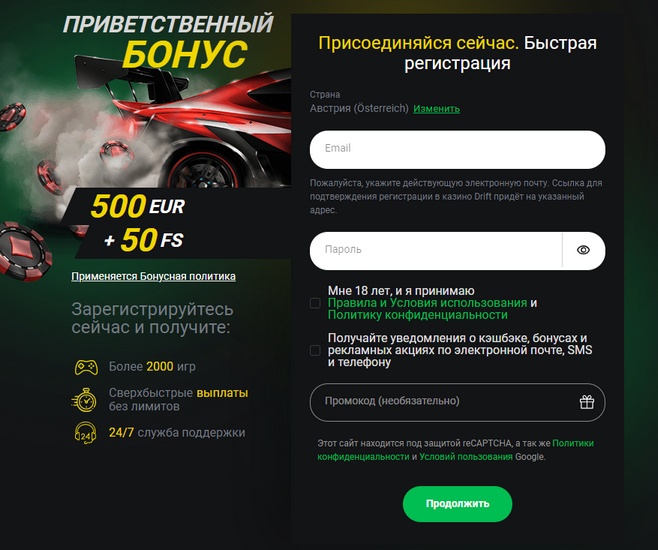 ПРИВЕТСТВЕННЫЙ
БОНУС
500 EUR
+ 50 FS
Применяется Бонусная политика
Зарегистрируйтесь
сейчас и получите:
Более 2000 игр
Сверхбыстрые выплаты
без лимитов
24/7
24/7 служба поддержки
Присоединяйся сейчас. Быстрая
регистрация
Страна
Австрия (Österreich) Изменить
Email
Пожалуйста, укажите действующую электронную почту. Ссылка для
подтверждения регистрации в казино Drift придёт на указанный
адрес.
Пароль
Мне 18 лет, и я принимаю
Правила и Условия использования и
Политику конфиденциальности
Получайте уведомления о кэшбэке, бонусах и
рекламных акциях по электронной почте, SMS
и телефону
Промокод (необязательно)
Этот сайт находится под защитой reCAPTCHA, а так же Политики
конфиденциальности и Условий пользования Google.
Продолжить